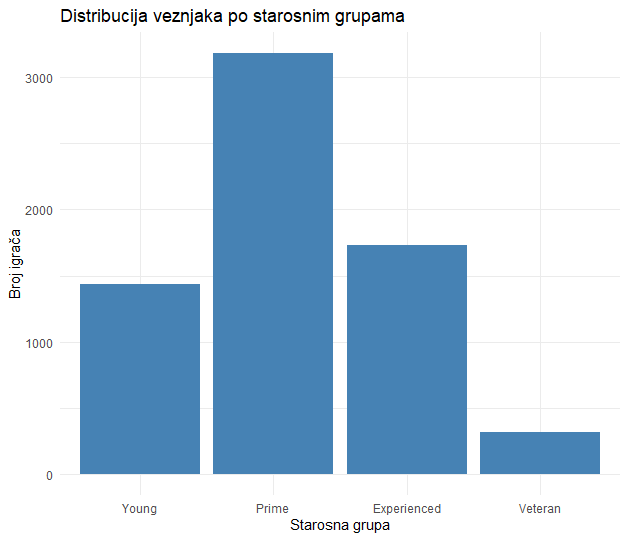 Distribucija veznjaka po starosnim grupama
Broj igrača
3000
2000
1000
0
Young Prime Experienced Veteran
Starosna grupa